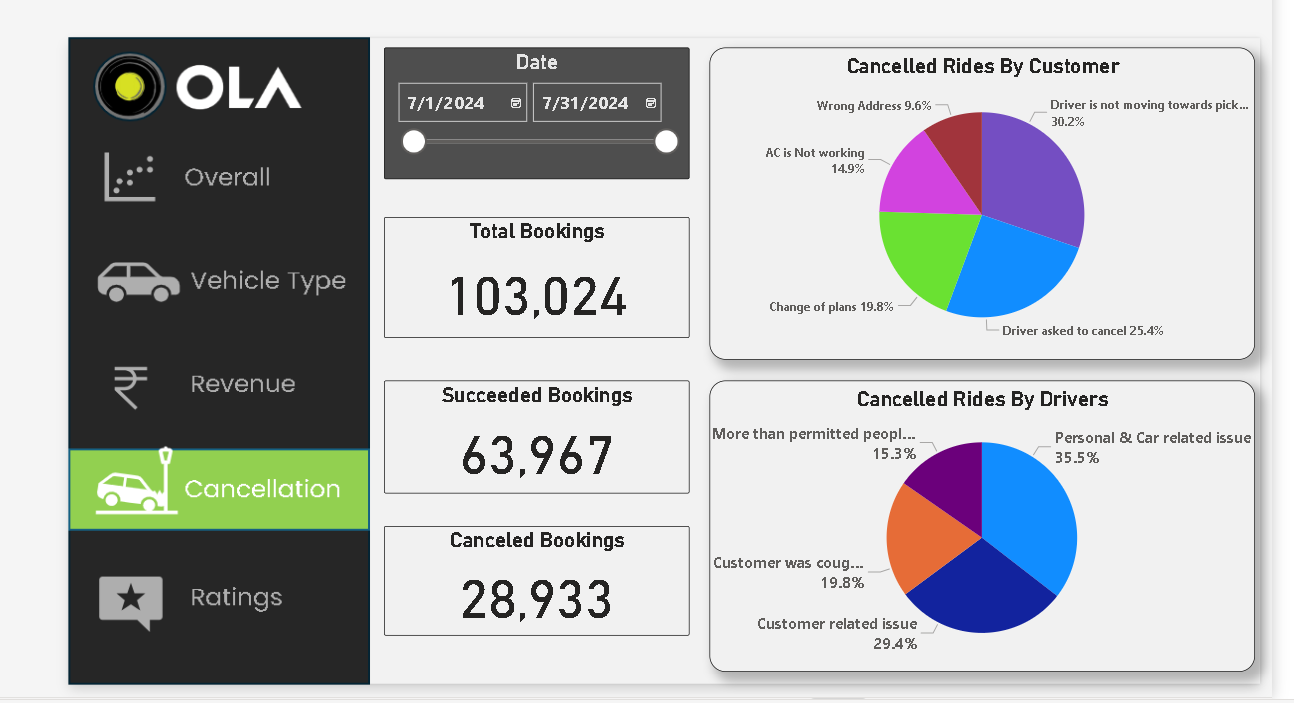 OLA
Overall
Vehicle Type
Revenue
Cancellation
Ratings
Date
7/1/2024
7/31/2024
Total Bookings
103,024
Succeeded Bookings
63,967
Canceled Bookings
28,933
Cancelled Rides By Customer
Wrong Address 9.6%
Driver is not moving towards pick...
30.2%
AC is Not working
14.9%
Change of plans 19.8%
Driver asked to cancel 25.4%
Cancelled Rides By Drivers
More than permitted peopl...
15.3%
Personal & Car related issue
35.5%
Customer was coug...
19.8%
Customer related issue
29.4%